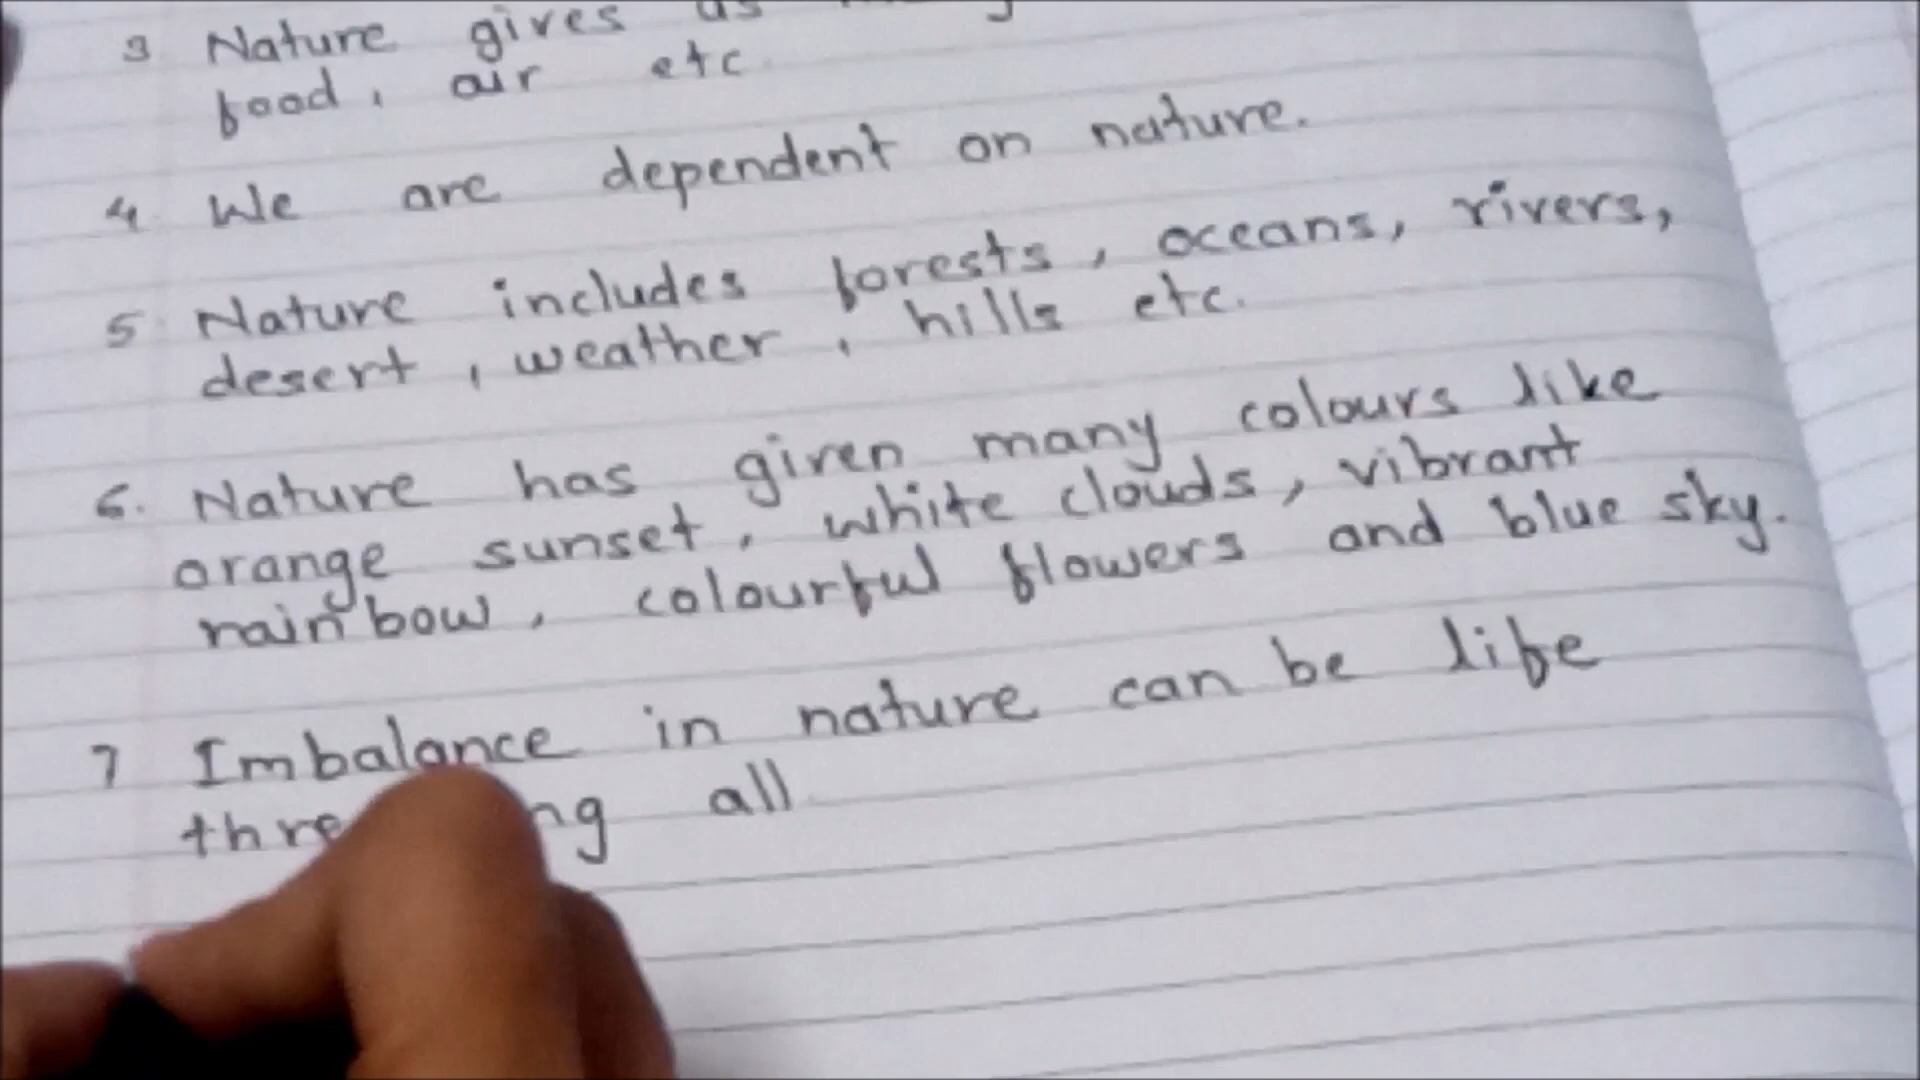 3 Nature gives us
food, air etc
4 We are dependent on nature.
5 Nature includes forests, oceans, rivers,
desert, weather, hills etc.
6. Nature has given many colours like
orange sunset, white clouds, vibrant
rainbow, colourful flowers and blue sky.
7 Imbalance in nature can be life
all